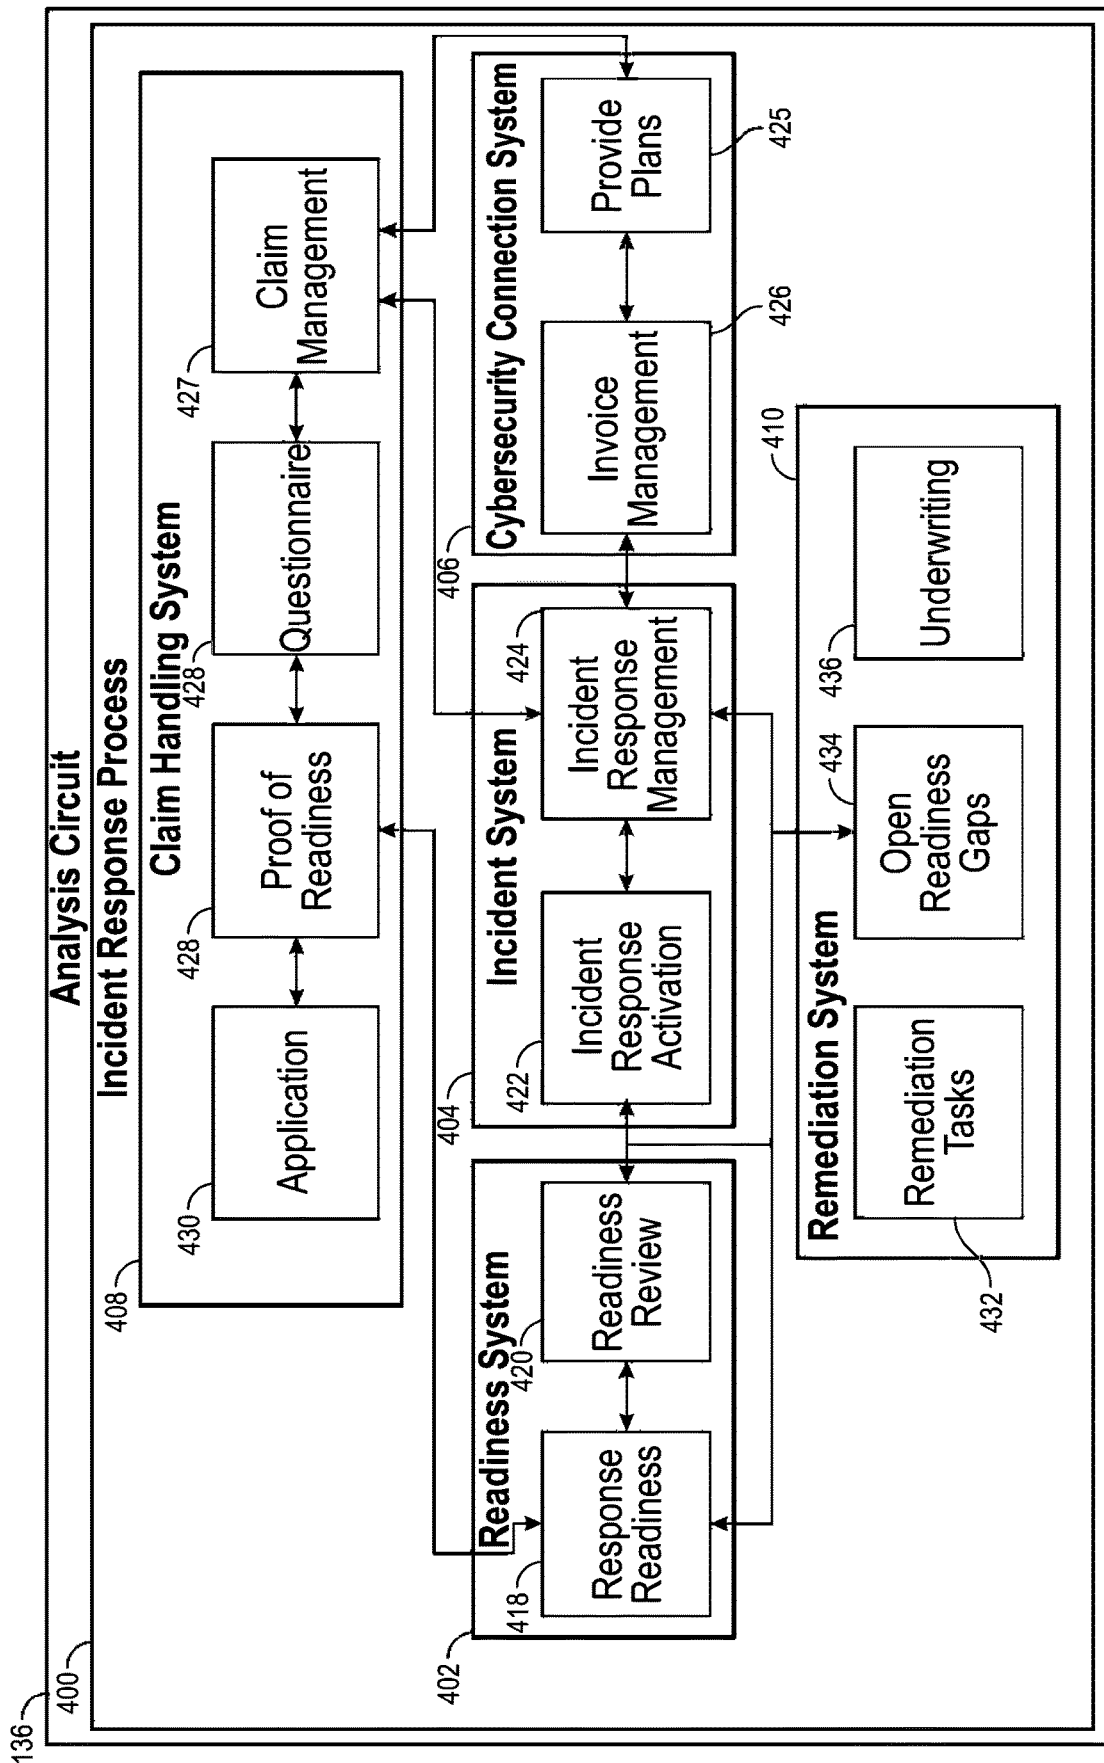 136
400
Analysis Circuit
Incident Response Process
408
Claim Handling System
430
Application
428
Proof of
Readiness
428
Questionnaire
427
Claim
Management
402
Readiness System
418
Response
Readiness
420
Readiness
Review
404
Incident System
422
Incident
Response
Activation
424
Incident
Response
Management
406
Cybersecurity Connection System
Invoice
Management
426
Provide
Plans
425
Remediation System
410
Remediation
Tasks
432
Open
Readiness
Gaps
434
436
Underwriting